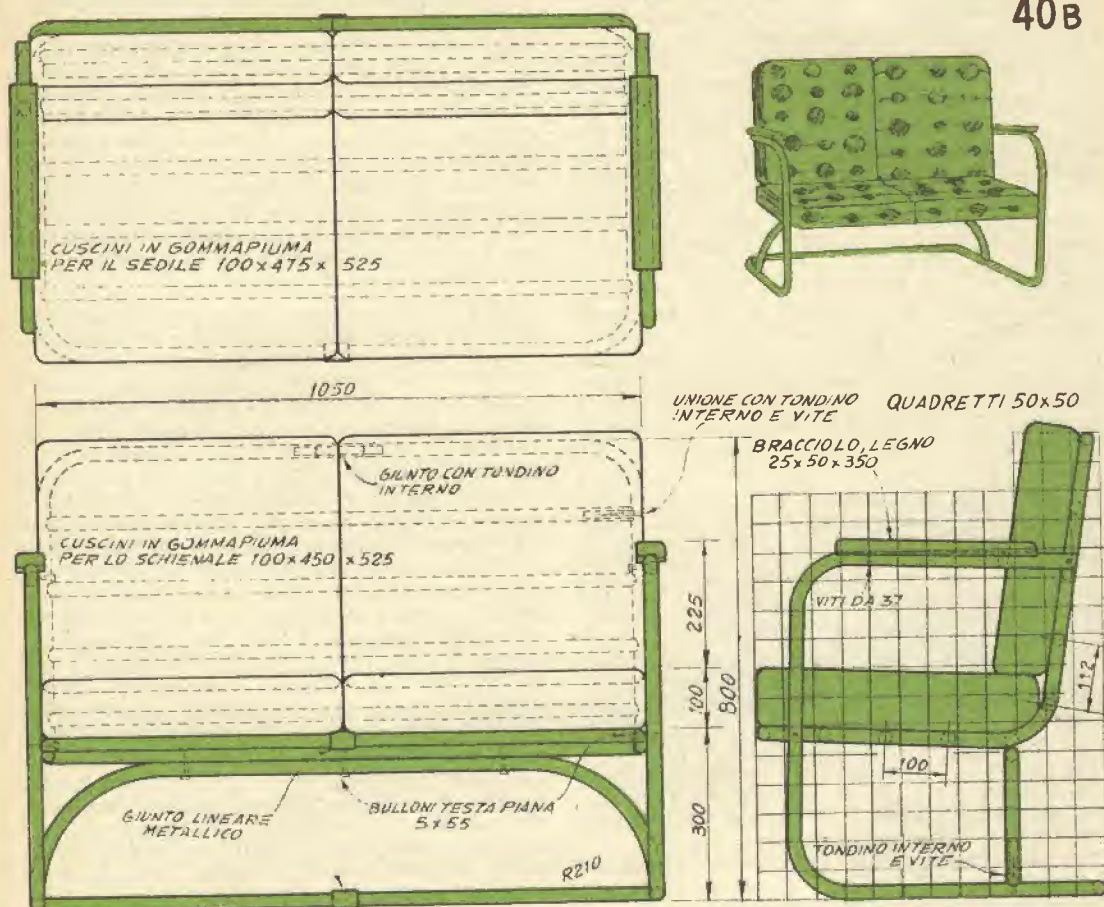 40B
CUSCINI IN GOMMAPIUMA
PER IL SEDILE 100x475x 525
1050
UNIONE CON TONDINO
INTERNO E VITE
QUADRETTI 50x50
BRACCIOLO, LEGNO
25x50x350
GIUNTO CON TONDINO
INTERNO
CUSCINI IN GOMMAPIUMA
PER LO SCHIENALE 100x450 x525
VITI DA 37
225
100
800
112
100
300
GIUNTO LINEARE
METALLICO
BULLONI TESTA PIANA
5x55
R210
TONDINO INTERNO
E VITE